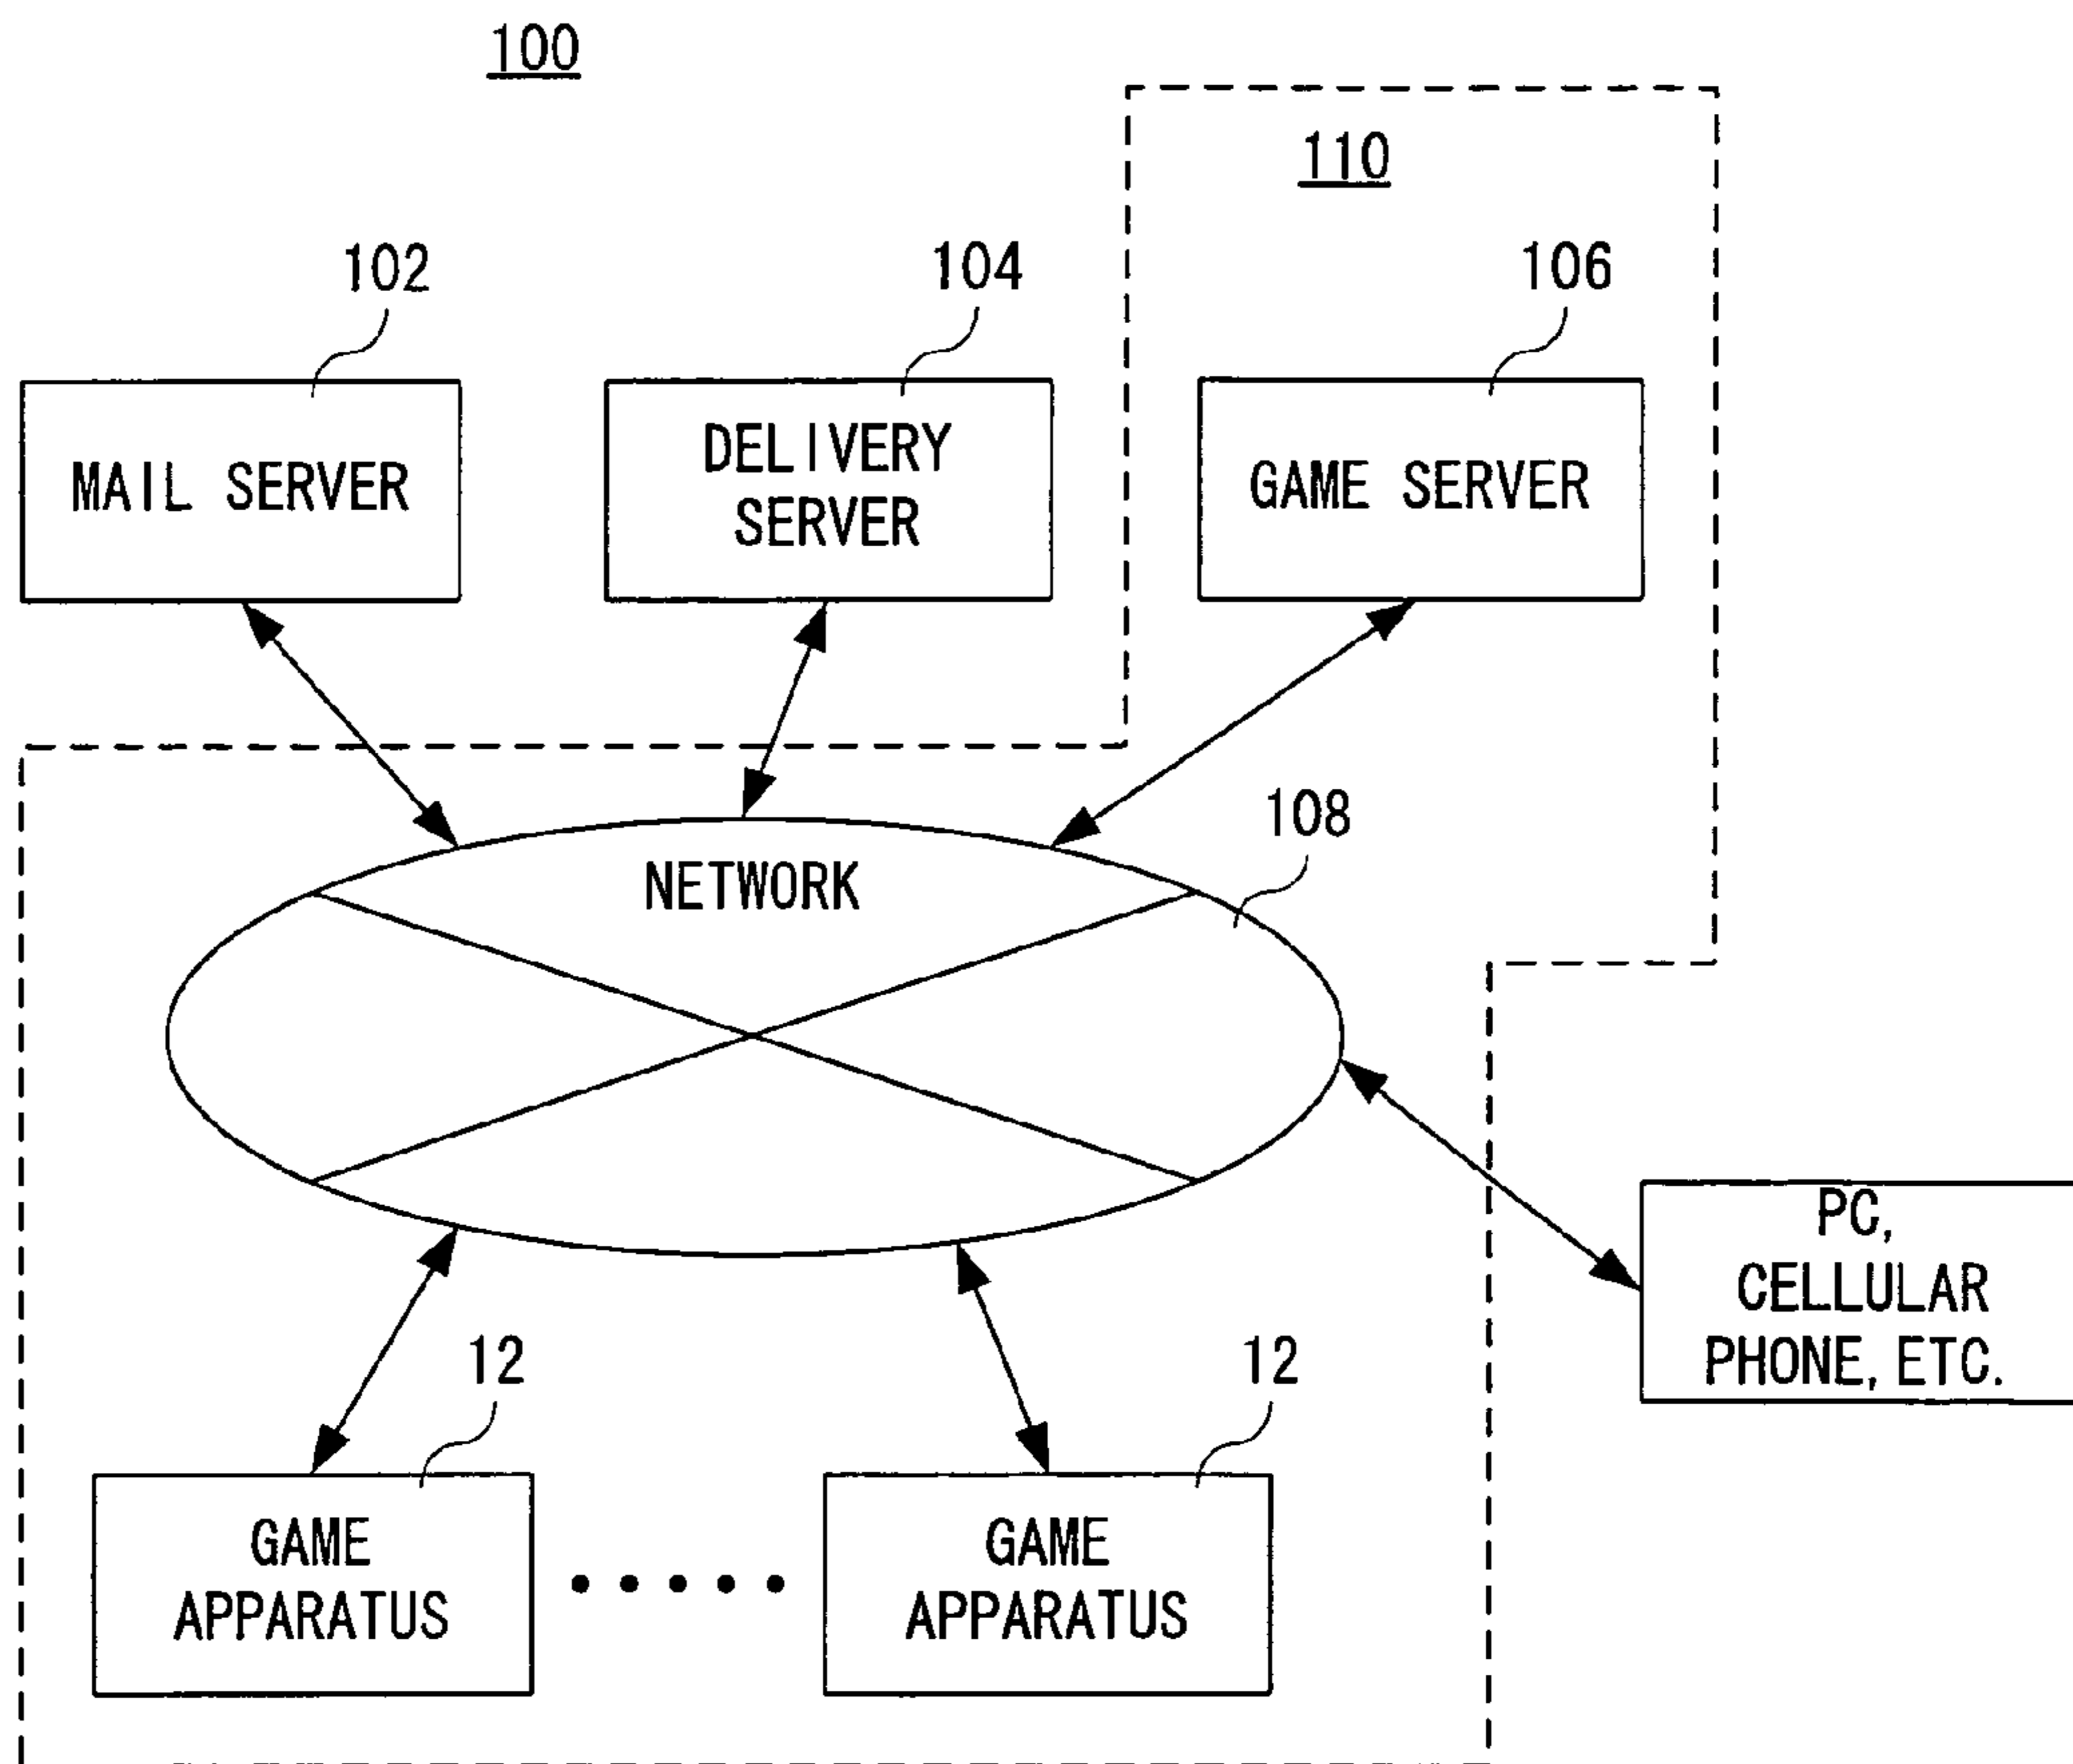 100
110
102
104
106
MAIL SERVER
DELIVERY
SERVER
GAME SERVER
108
NETWORK
PC,
CELLULAR
PHONE, ETC.
12
12
GAME
APPARATUS
GAME
APPARATUS